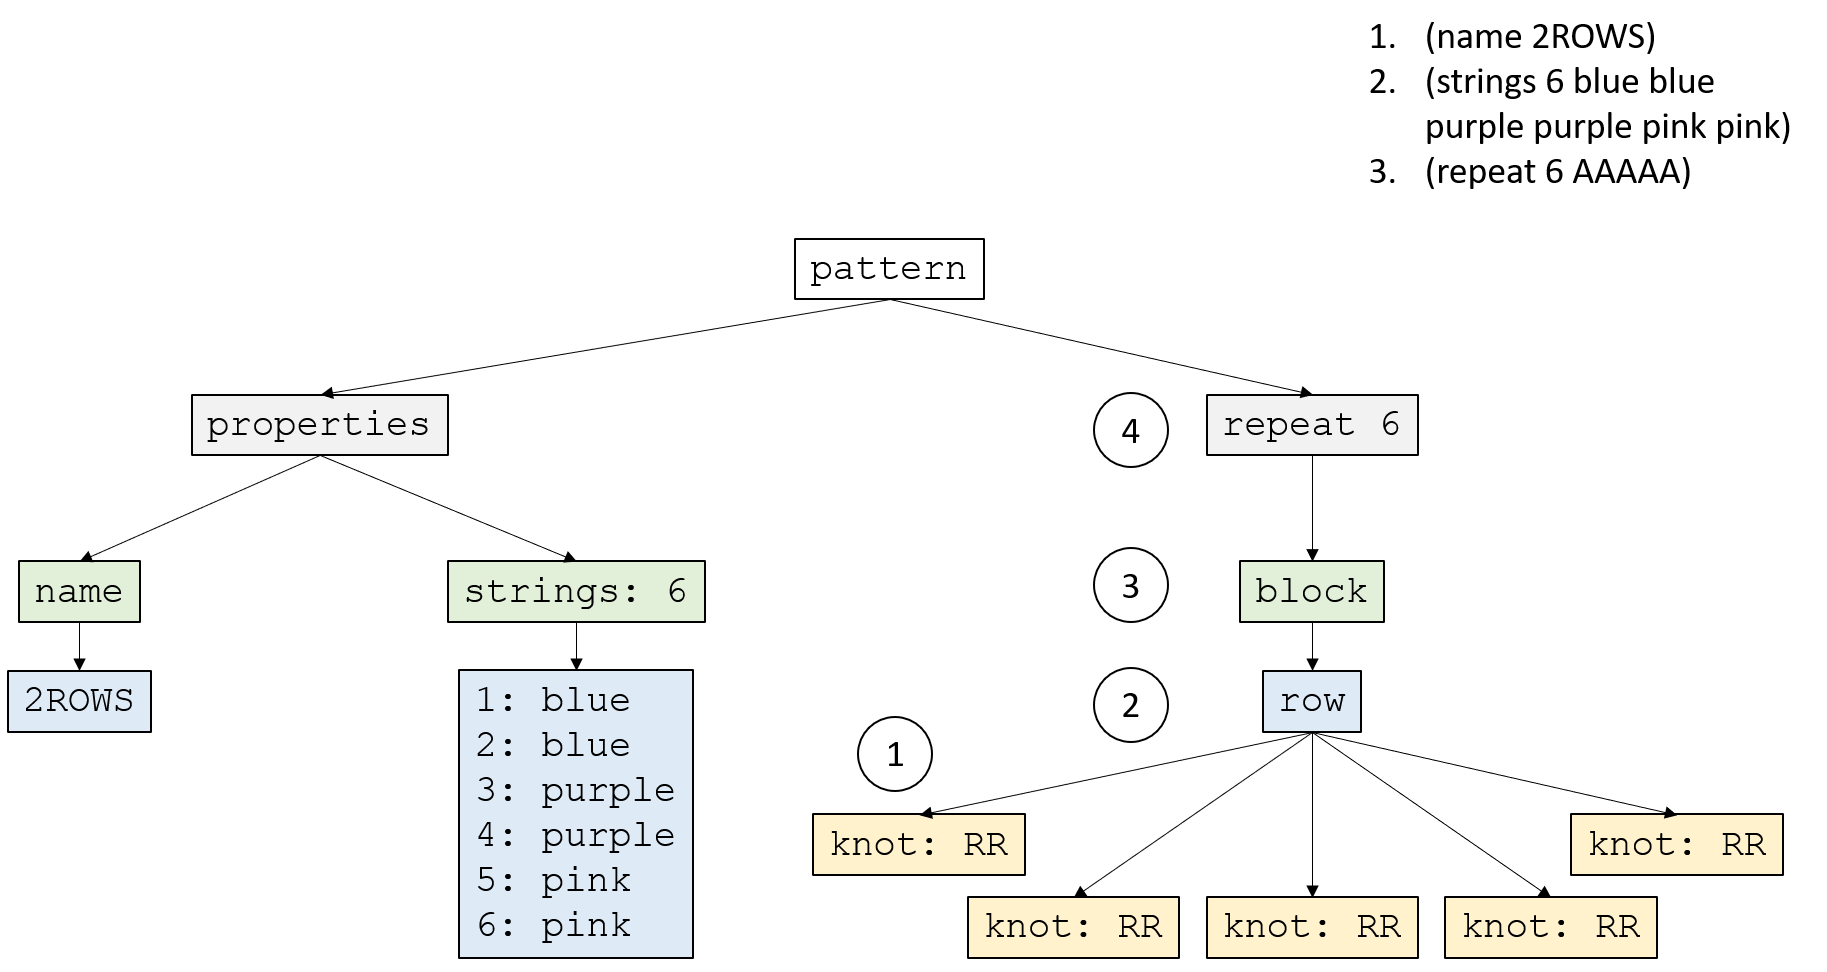 1. (name 2ROWS)
2. (strings 6 blue blue
purple purple pink pink)
3. (repeat 6 AAAAA)
pattern
properties
4
repeat 6
name
strings: 6
3
block
2ROWS
1: blue
2: blue
3: purple
4: purple
5: pink
6: pink
2
row
1
knot: RR
knot: RR
knot: RR
knot: RR
knot: RR